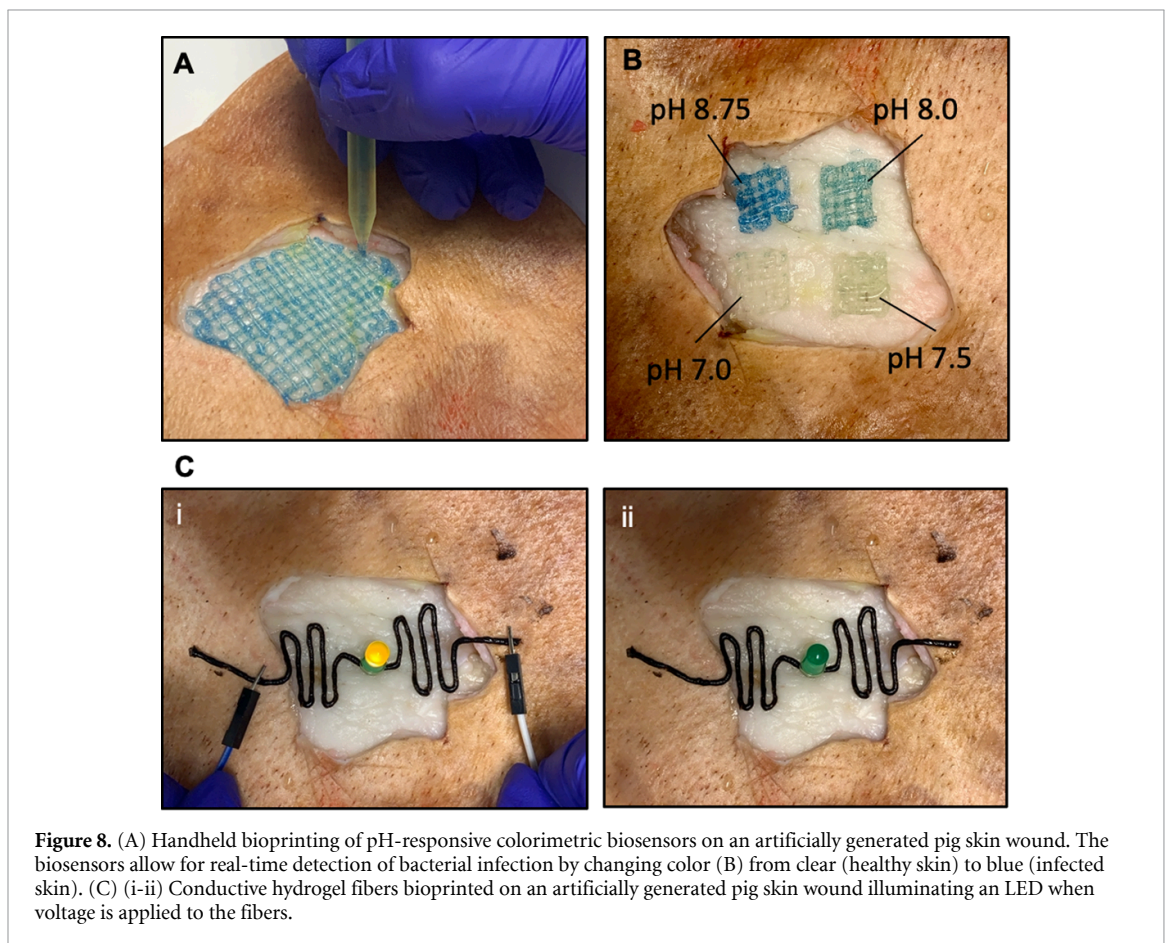 A
B
pH 8.75
pH 8.0
pH 7.0
pH 7.5
C
i
ii
Figure 8. (A) Handheld bioprinting of pH-responsive colorimetric biosensors on an artificially generated pig skin wound. The
biosensors allow for real-time detection of bacterial infection by changing color (B) from clear (healthy skin) to blue (infected
skin). (C) (i-ii) Conductive hydrogel fibers bioprinted on an artificially generated pig skin wound illuminating an LED when
voltage is applied to the fibers.